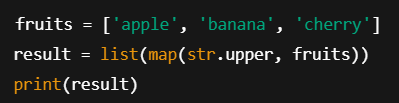 fruits = ['apple', 'banana', 'cherry']
result = list(map(str.upper, fruits))
print(result)